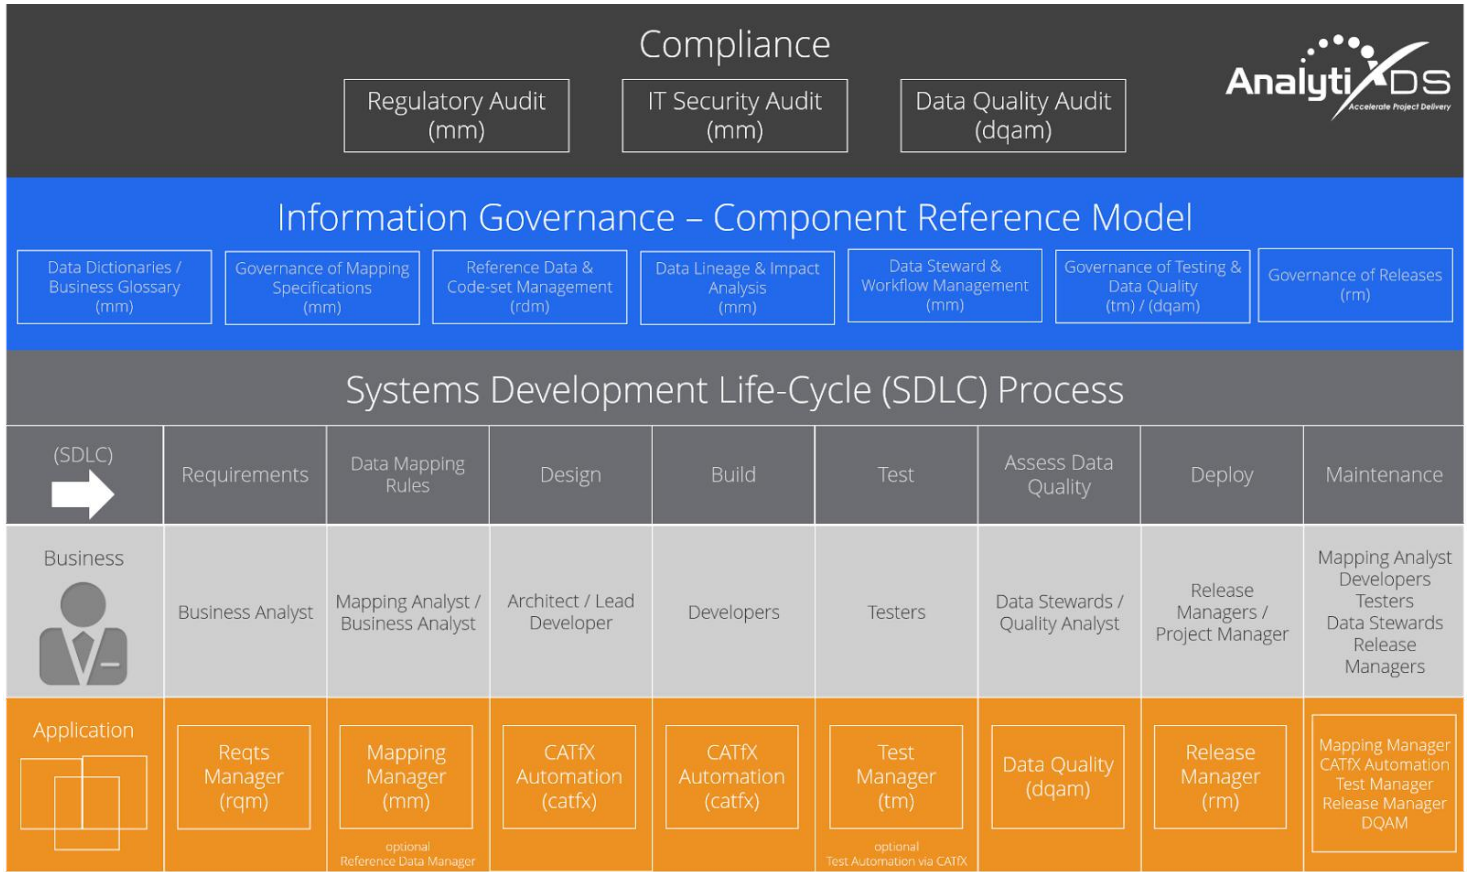 Compliance
AnalytiXDS
Accelerate Project Delivery
Regulatory Audit
(mm)
IT Security Audit
(mm)
Data Quality Audit
(dqam)
Information Governance – Component Reference Model
Data Dictionaries /
Business Glossary
(mm)
Governance of Mapping
Specifications
(mm)
Reference Data &
Code-set Management
(rdm)
Data Lineage & Impact
Analysis
(mm)
Data Steward &
Workflow Management
(mm)
Governance of Testing &
Data Quality
(tm) / (dqam)
Governance of Releases
(rm)
Systems Development Life-Cycle (SDLC) Process
(SDLC)
Requirements
Data Mapping
Rules
Design
Build
Test
Assess Data
Quality
Deploy
Maintenance
Business
Business Analyst
Mapping Analyst /
Business Analyst
Architect / Lead
Developer
Developers
Testers
Data Stewards /
Quality Analyst
Release
Managers /
Project Manager
Mapping Analyst
Developers
Testers
Data Stewards
Release
Managers
Application
Reqts
Manager
(rqm)
Mapping
Manager
(mm)
optional
Reference Data Manager
CATfX
Automation
(catfx)
CATfX
Automation
(catfx)
Test
Manager
(tm)
optional
Test Automation via CATfX
Data Quality
(dqam)
Release
Manager
(rm)
Mapping Manager
CATfX Automation
Test Manager
Release Manager
DQAM